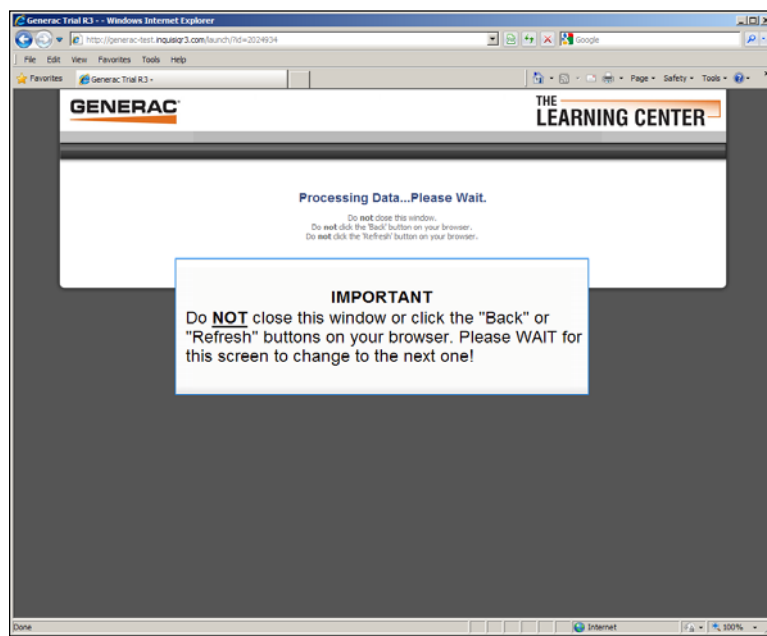 Generac Trial R3 - - Windows Internet Explorer
http://generac-test.inquisiqr3.com/launch/?id=2024934
Google
File Edit View Favorites Tools Help
Favorites Generac Trial R3 -
Page Safety Tools
GENERAC
THE
LEARNING CENTER
Processing Data...Please Wait.
Do not close this window.
Do not click the 'Back' button on your browser.
Do not click the 'Refresh' button on your browser.
IMPORTANT
Do NOT close this window or click the "Back" or
"Refresh" buttons on your browser. Please WAIT for
this screen to change to the next one!
Done Internet 100%